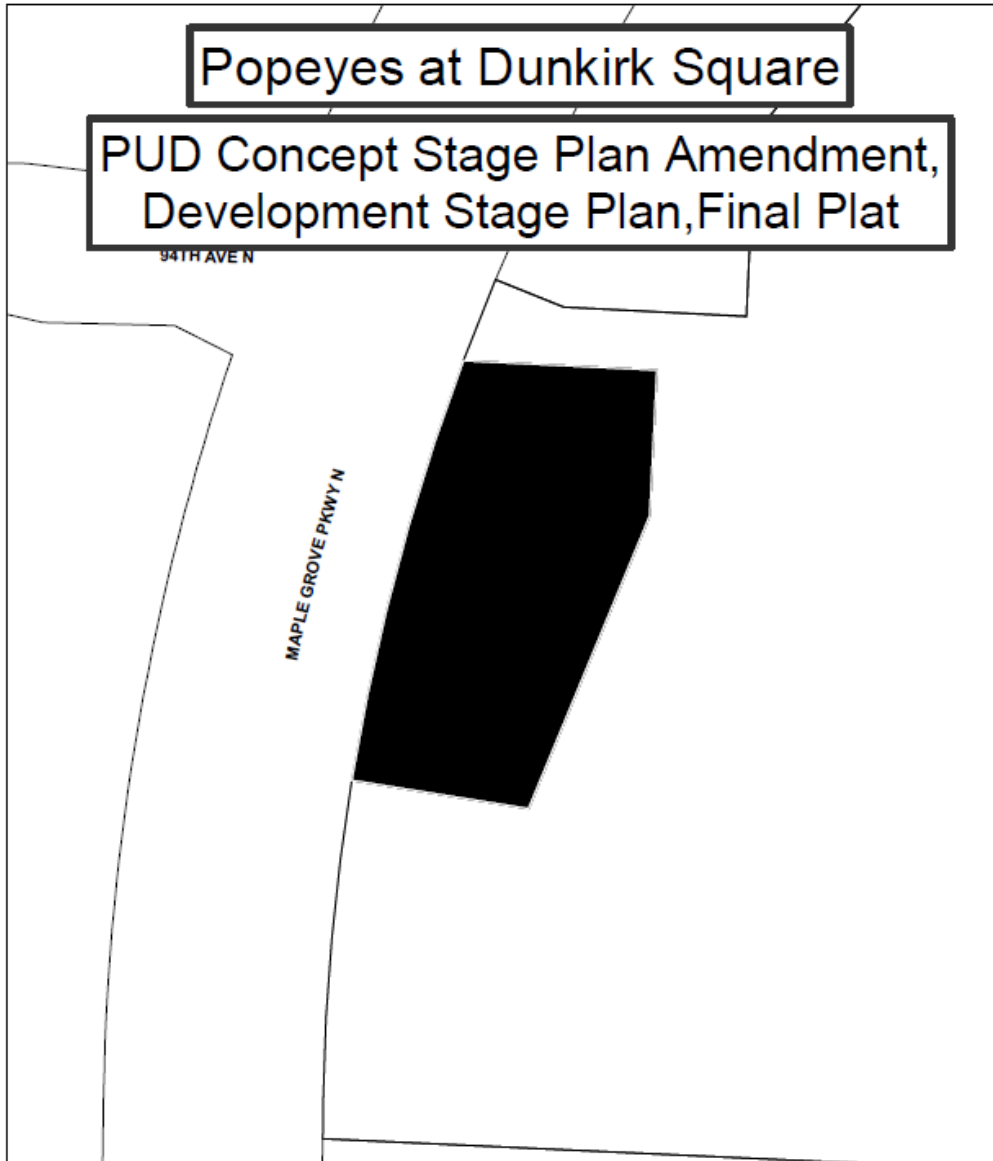 Popeyes at Dunkirk Square
PUD Concept Stage Plan Amendment,
Development Stage Plan,Final Plat
94TH AVE N
MAPLE GROVE PKWY N